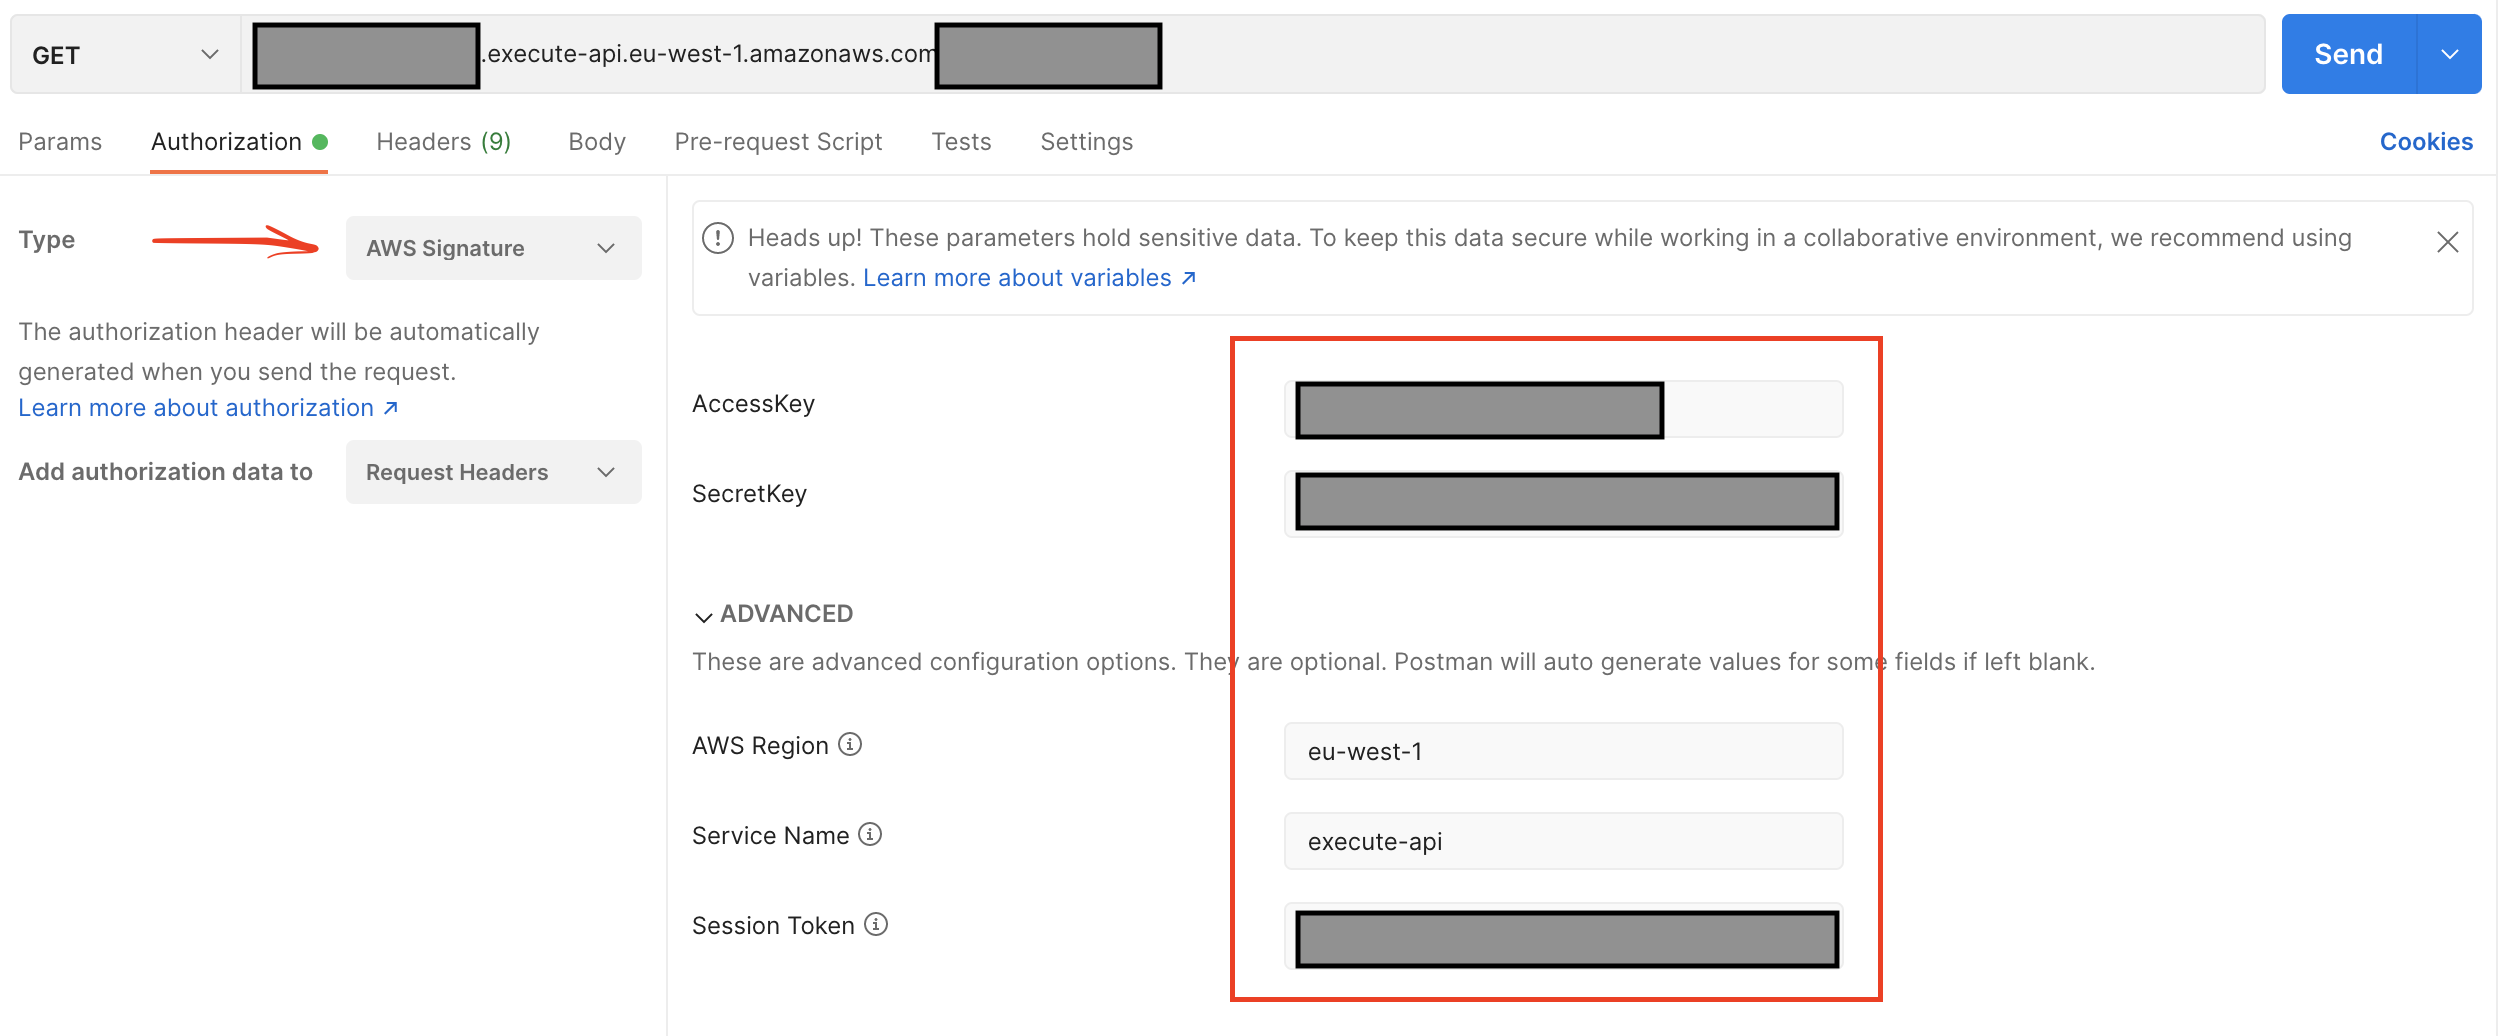 GET
.execute-api.eu-west-1.amazonaws.com
Send
Params
Authorization
Headers (9)
Body
Pre-request Script
Tests
Settings
Cookies
Type
AWS Signature
The authorization header will be automatically
generated when you send the request.
Learn more about authorization ↗
Add authorization data to
Request Headers
Heads up! These parameters hold sensitive data. To keep this data secure while working in a collaborative environment, we recommend using
variables. Learn more about variables ↗
AccessKey
SecretKey
ADVANCED
These are advanced configuration options. They are optional. Postman will auto generate values for some fields if left blank.
AWS Region
eu-west-1
Service Name
execute-api
Session Token